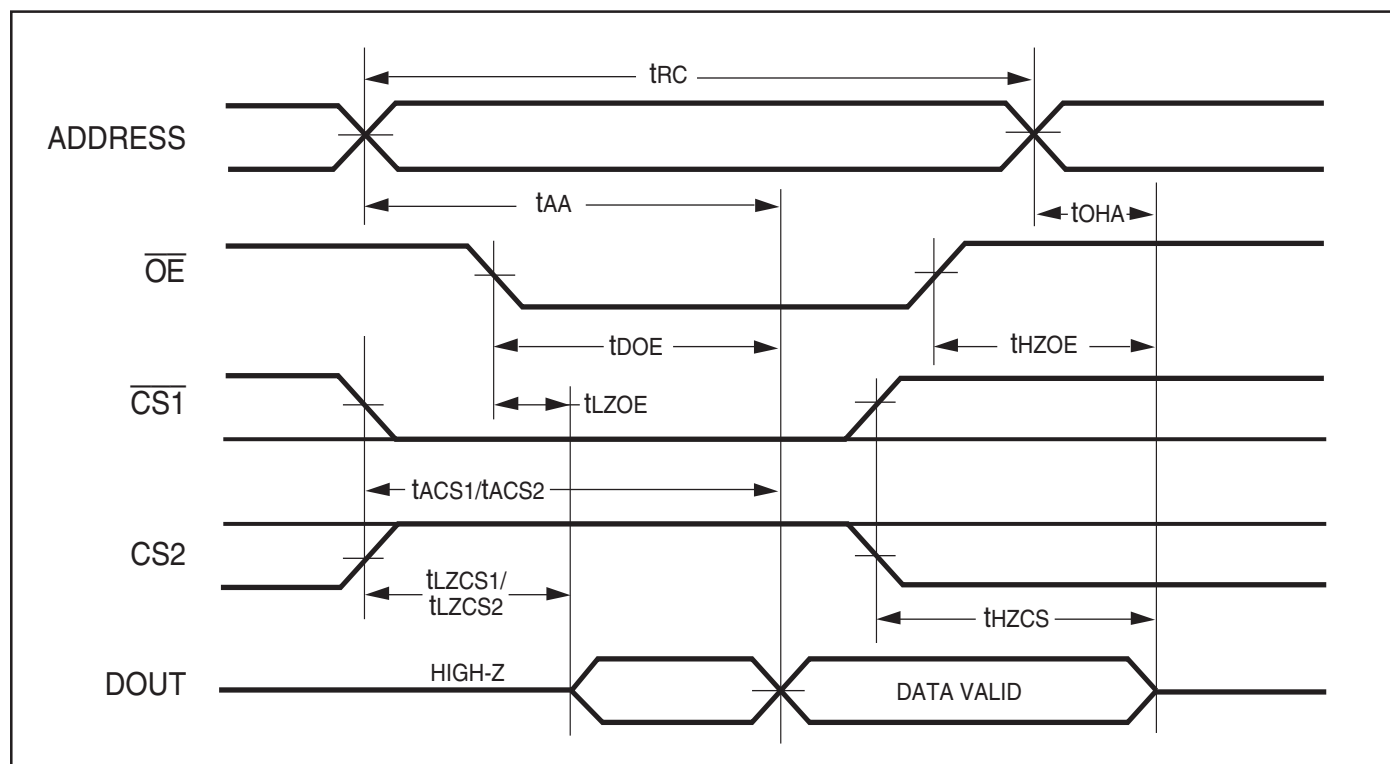 tRC
ADDRESS
tAA
tOHA
OE
tDOE
tHZOE
CS1
tLZOE
tACS1/tACS2
CS2
tLZCS1/
tLZCS2
tHZCS
HIGH-Z
DOUT
DATA VALID